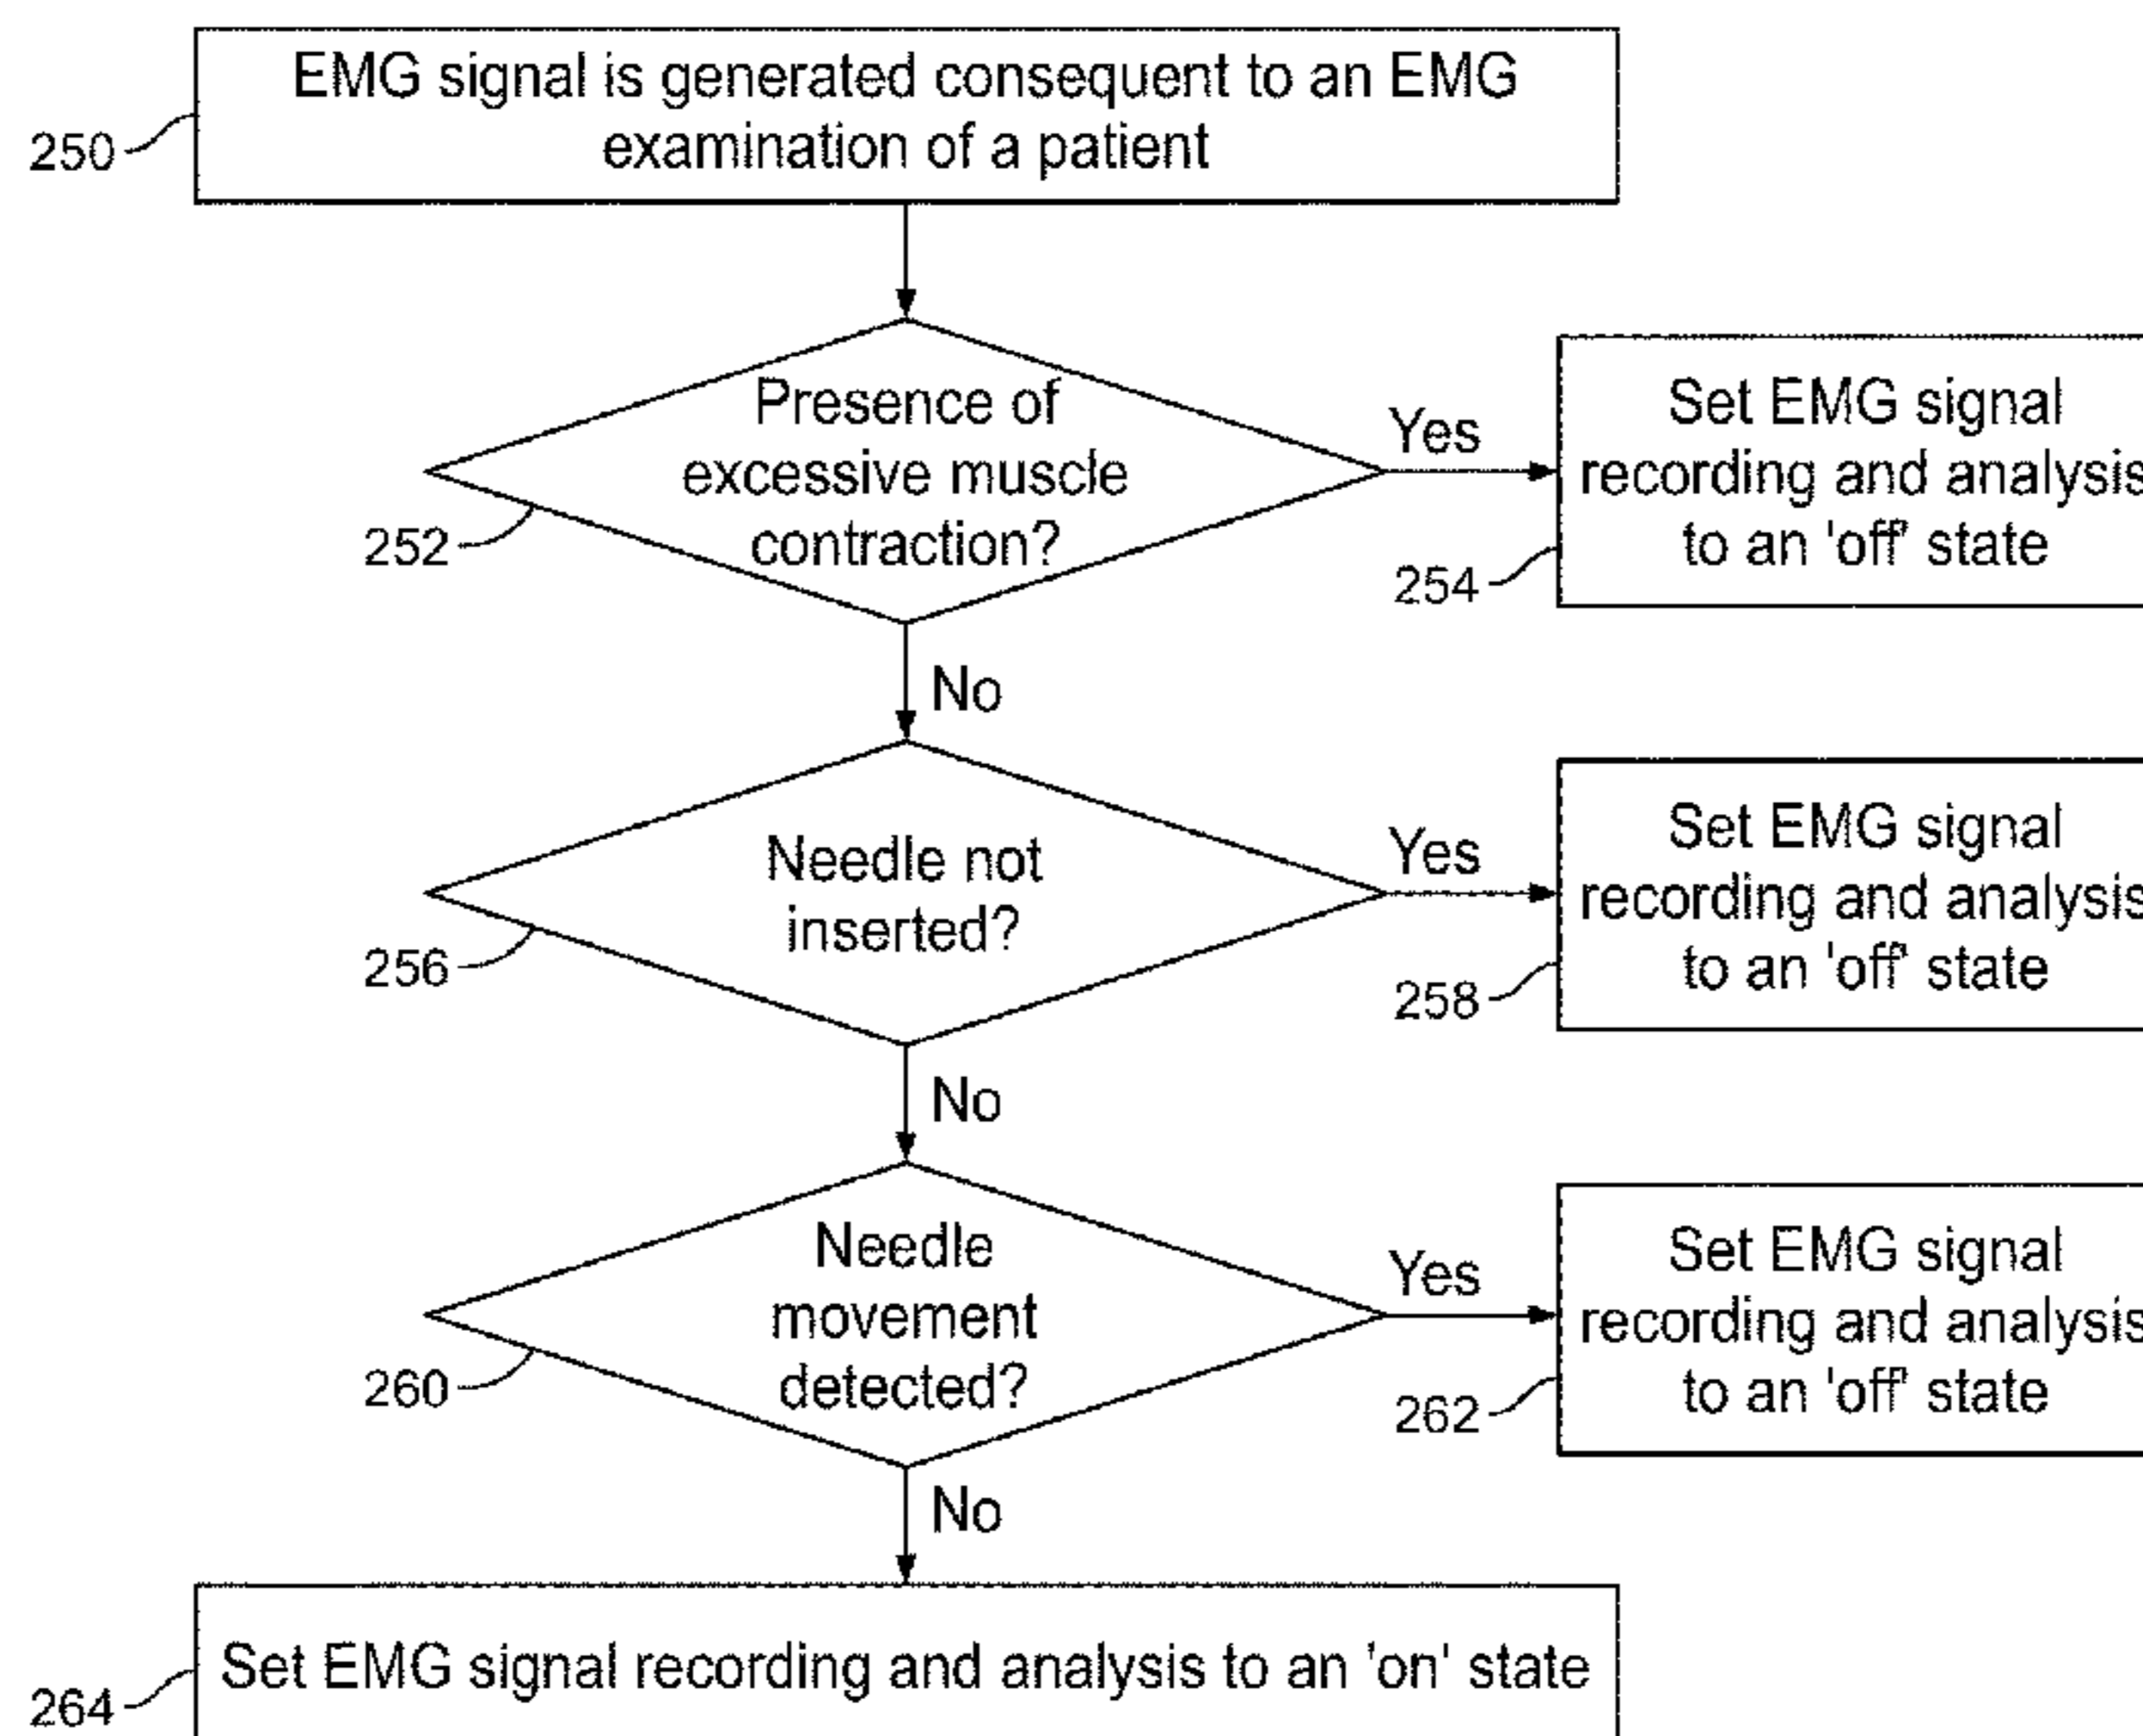 EMG signal is generated consequent to an EMG
examination of a patient
250
Presence of
excessive muscle
contraction?
252
Yes
Set EMG signal
recording and analysis
to an 'off' state
254
No
Needle not
inserted?
256
Yes
Set EMG signal
recording and analysis
to an 'off' state
258
No
Needle
movement
detected?
260
Yes
Set EMG signal
recording and analysis
to an 'off' state
262
No
Set EMG signal recording and analysis to an 'on' state
264